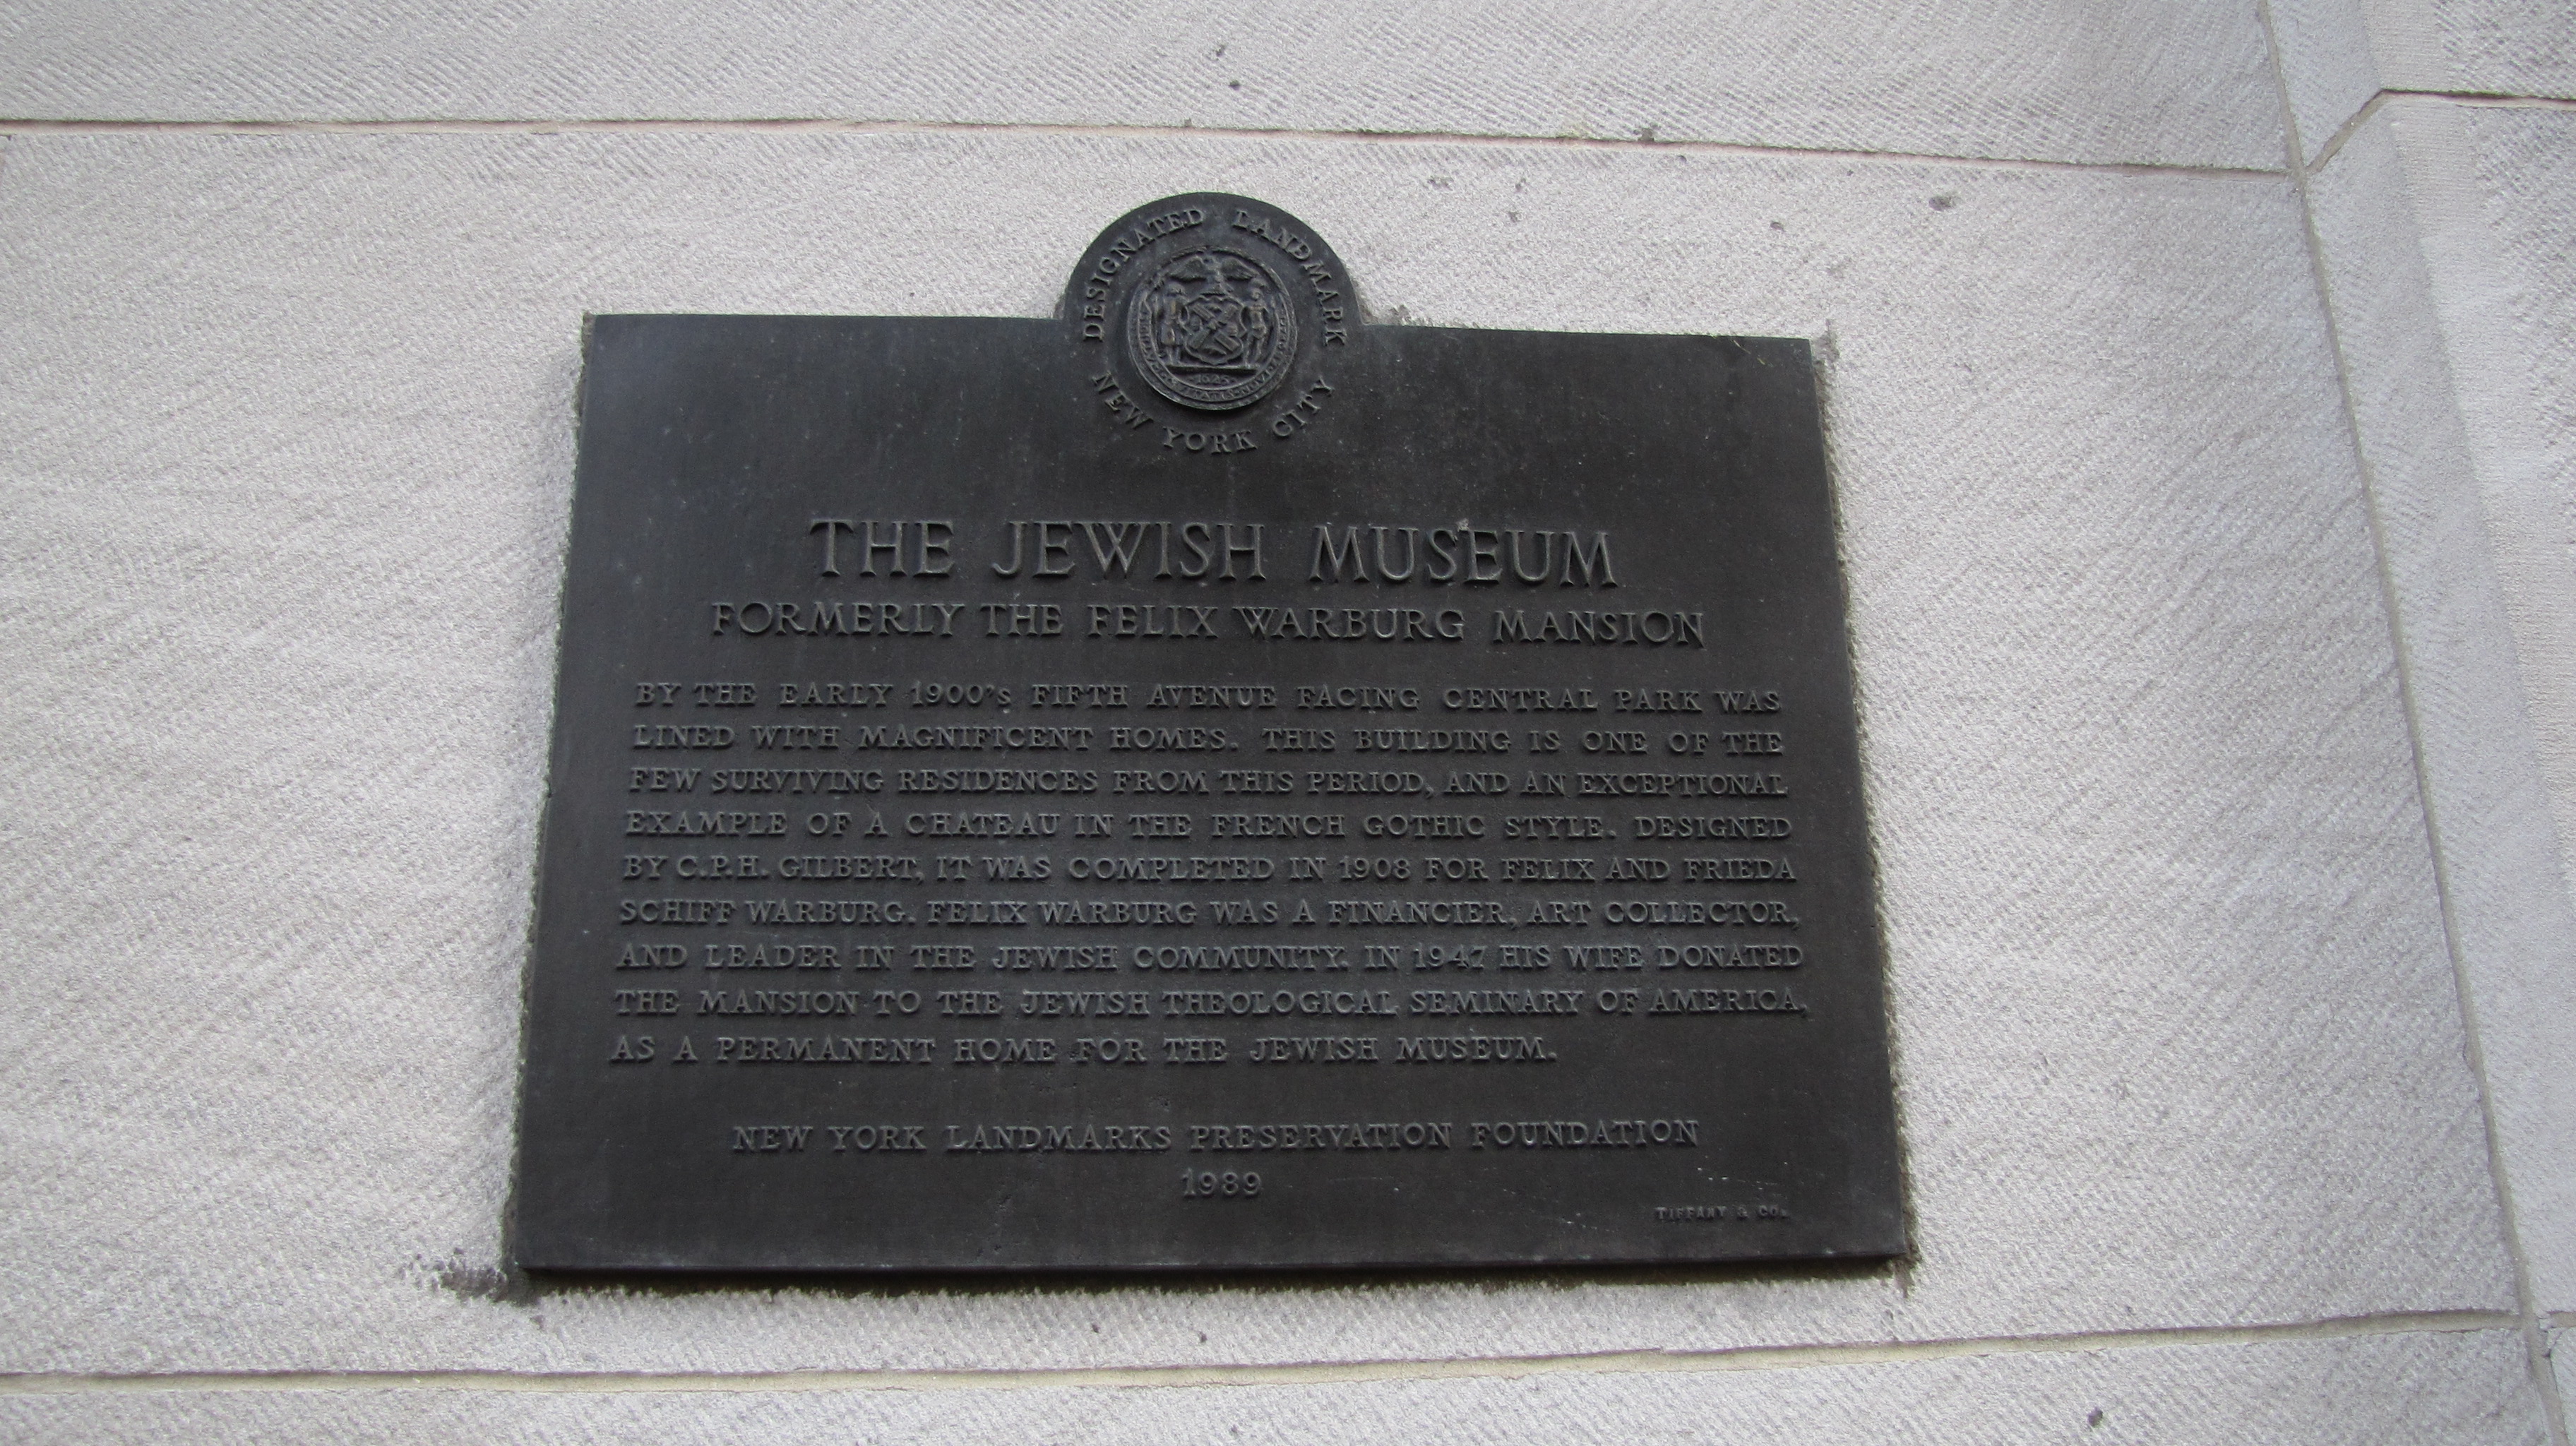 DESIGNATED LANDMARK
NEW YORK CITY
1625
THE JEWISH MUSEUM
FORMERLY THE FELIX WARBURG MANSION
BY THE EARLY 1900's FIFTH AVENUE FACING CENTRAL PARK WAS
LINED WITH MAGNIFICENT HOMES. THIS BUILDING IS ONE OF THE
FEW SURVIVING RESIDENCES FROM THIS PERIOD, AND AN EXCEPTIONAL
EXAMPLE OF A CHATEAU IN THE FRENCH GOTHIC STYLE. DESIGNED
BY C.P.H. GILBERT, IT WAS COMPLETED IN 1908 FOR FELIX AND FRIEDA
SCHIFF WARBURG. FELIX WARBURG WAS A FINANCIER, ART COLLECTOR,
AND LEADER IN THE JEWISH COMMUNITY. IN 1947 HIS WIFE DONATED
THE MANSION TO THE JEWISH THEOLOGICAL SEMINARY OF AMERICA,
AS A PERMANENT HOME FOR THE JEWISH MUSEUM.
NEW YORK LANDMARKS PRESERVATION FOUNDATION
1989
TIFFANY & CO.